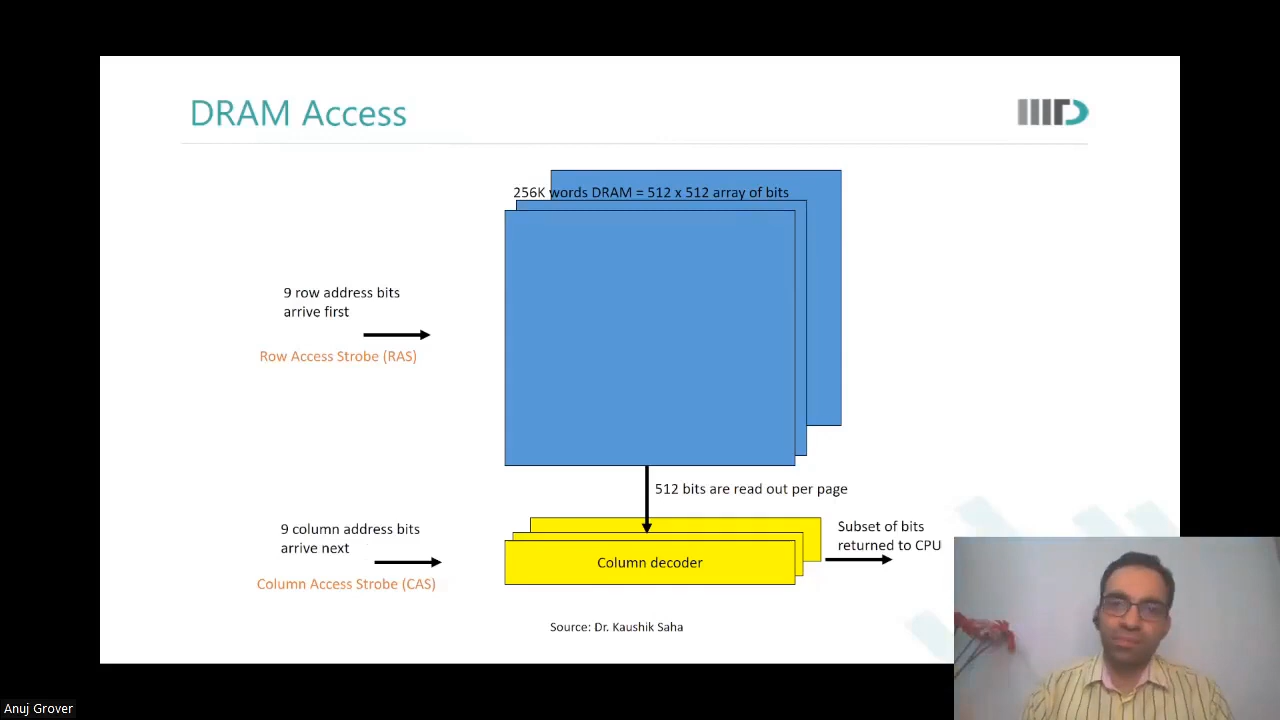 DRAM Access
IIITD
256K words DRAM = 512 x 512 array of bits
9 row address bits
arrive first
Row Access Strobe (RAS)
512 bits are read out per page
9 column address bits
arrive next
Column Access Strobe (CAS)
Column decoder
Subset of bits
returned to CPU
Source: Dr. Kaushik Saha
Anuj Grover